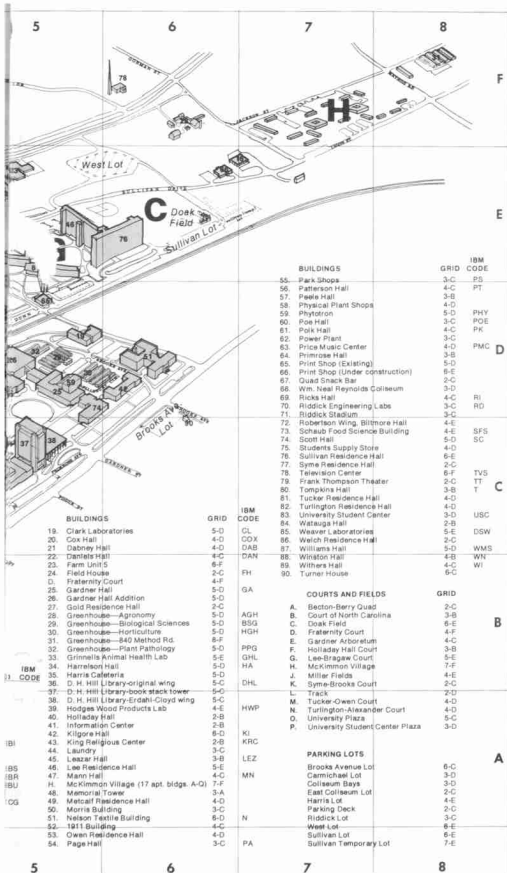 5 6 7 8
F
GORMAN ST.
78
H
West Lot
SULLIVAN DRIVE
E
C
Doak
Field
46
76
G
Sullivan Lot
BUILDINGS GRID IBM CODE
55. Park Shops 3-C PS
56. Patterson Hall 4-C PT
57. Peele Hall 3-B
58. Physical Plant Shops 4-D
59. Phytotron 5-D PHY
60. Poe Hall 3-C POE
61. Polk Hall 4-C PK
62. Power Plant 3-C
63. Price Music Center 4-D PMC
D
64. Primrose Hall 3-B
65. Print Shop (Existing) 5-D
66. Print Shop (Under construction) 6-E
67. Quad Snack Bar 2-C
68. Wm. Neal Reynolds Coliseum 3-D
69. Ricks Hall 4-C RI
70. Riddick Engineering Labs 3-C RD
71. Riddick Stadium 3-C
72. Robertson Wing, Biltmore Hall 4-E
73. Schaub Food Science Building 4-E SFS
74. Scott Hall 5-D SC
75. Students Supply Store 4-D
76. Sullivan Residence Hall 6-E
77. Syme Residence Hall 2-C
78. Television Center 6-F TVS
79. Frank Thompson Theater 2-C TT
80. Tompkins Hall 3-B T
81. Tucker Residence Hall 4-D
82. Turlington Residence Hall 4-D
83. University Student Center 3-D USC
84. Watauga Hall 2-B
85. Weaver Laboratories 5-E DSW
86. Welch Residence Hall 2-C
87. Williams Hall 5-D WMS
88. Winston Hall 4-B WN
89. Withers Hall 4-C WI
90. Turner House 6-C
C
Brooks Ave Lot
90
GARDNER ST.
37 38
74
BUILDINGS GRID IBM CODE
19. Clark Laboratories 5-D CL
20. Cox Hall 4-D COX
21 Dabney Hall 4-D DAB
22. Daniels Hall 4-C DAN
23. Farm Unit 5 6-F
24. Field House 2-C FH
D. Fraternity Court 4-F
25. Gardner Hall 5-D GA
26. Gardner Hall Addition 5-D
27. Gold Residence Hall 2-C
28. Greenhouse—Agronomy 5-D AGH
29. Greenhouse—Biological Sciences 5-D BSG
30. Greenhouse—Horticulture 5-D HGH
31. Greenhouse—840 Method Rd. 8-F
32. Greenhouse—Plant Pathology 5-D PPG
33. Grinnells Animal Health Lab 5-E GHL
34. Harrelson Hall 5-D HA
35. Harris Cafeteria 5-D
36. D. H. Hill Library-original wing 5-C DHL
37. D. H. Hill Library-book stack tower 5-C
38. D. H. Hill Library-Erdahl-Cloyd wing 5-C
39. Hodges Wood Products Lab 4-E HWP
40. Holladay Hall 2-B
41. Information Center 2-B
42. Kilgore Hall 6-D KI
43. King Religious Center 2-B KRC
44. Laundry 3-C
45. Leazar Hall 3-B LEZ
46. Lee Residence Hall 5-E
47. Mann Hall 4-C MN
H. McKimmon Village (17 apt. bldgs. A-Q) 7-F
48. Memorial Tower 3-A
49. Metcalf Residence Hall 4-D
50. Morris Building 3-C
51. Nelson Textile Building 6-D N
52. 1911 Building 4-C
53. Owen Residence Hall 4-D
54. Page Hall 3-C PA
COURTS AND FIELDS GRID
A. Becton-Berry Quad 2-C
B. Court of North Carolina 3-B
C. Doak Field 6-E
D. Fraternity Court 4-F
E. Gardner Arboretum 4-C
F. Holladay Hall Court 3-B
G. Lee-Bragaw Court 5-E
H. McKimmon Village 7-F
J. Miller Fields 4-E
K. Syme-Brooks Court 2-C
L. Track 2-D
M. Tucker-Owen Court 4-D
N. Turlington-Alexander Court 4-D
O. University Plaza 5-C
P. University Student Center Plaza 3-D
B
PARKING LOTS
Brooks Avenue Lot 6-C
Carmichael Lot 3-D
Coliseum Bays 3-D
East Coliseum Lot 2-C
Harris Lot 4-E
Parking Deck 2-C
Riddick Lot 3-C
West Lot 6-E
Sullivan Lot 6-E
Sullivan Temporary Lot 7-E
A
IBM
CODE
IBI
IBS
IBR
IBU
CG
5 6 7 8